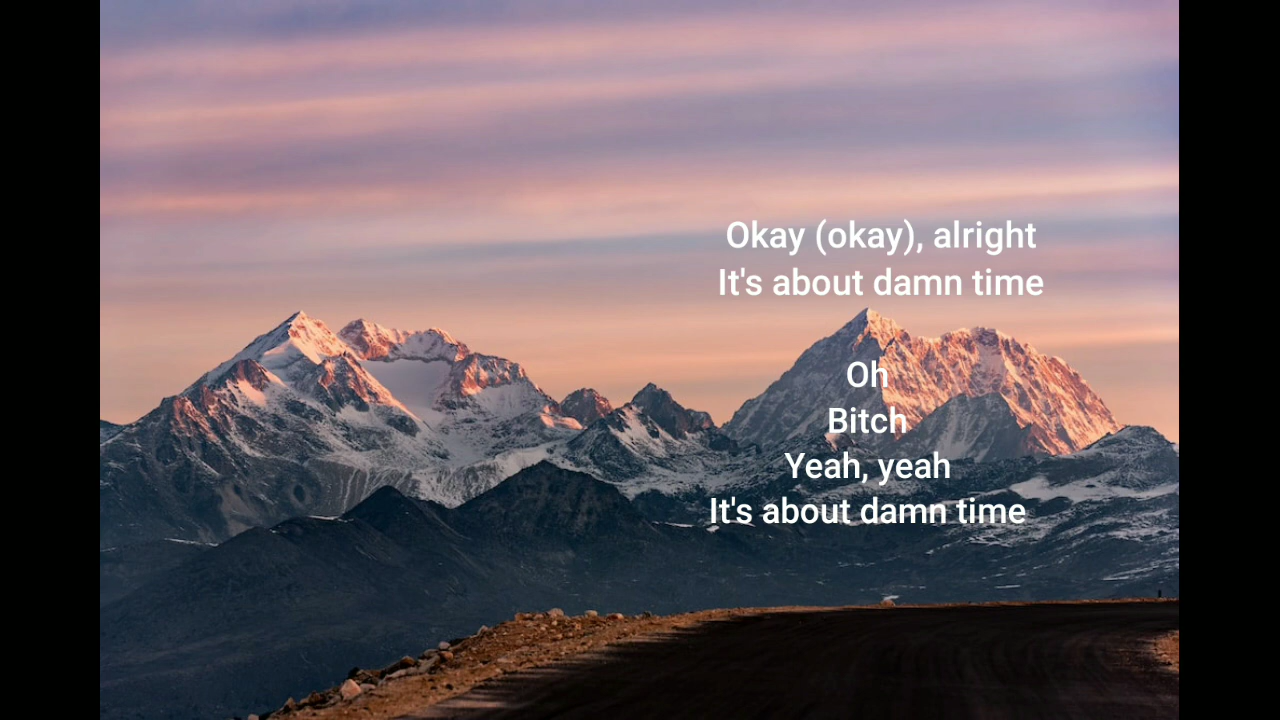 Okay (okay), alright
It's about damn time
Oh
Bitch
Yeah, yeah
It's about damn time